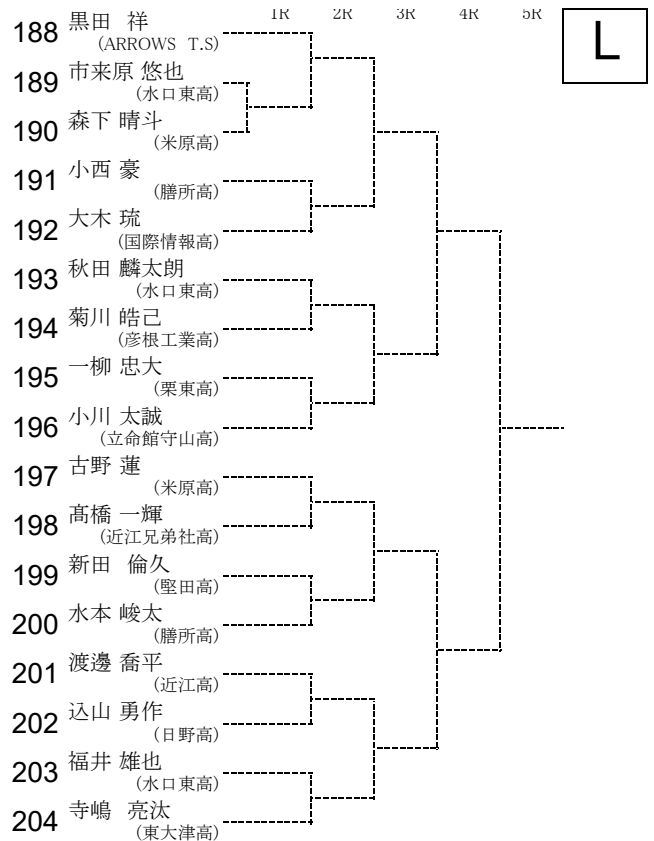 1R 2R 3R 4R 5R
L
188 黒田 祥
(ARROWS T.S)
189 市来原 悠也
(水口東高)
190 森下 晴斗
(米原高)
191 小西 豪
(膳所高)
192 大木 琉
(国際情報高)
193 秋田 麟太朗
(水口東高)
194 菊川 皓己
(彦根工業高)
195 一柳 忠大
(栗東高)
196 小川 太誠
(立命館守山高)
197 古野 蓮
(米原高)
198 髙橋 一輝
(近江兄弟社高)
199 新田 倫久
(堅田高)
200 水本 峻太
(膳所高)
201 渡邊 喬平
(近江高)
202 込山 勇作
(日野高)
203 福井 雄也
(水口東高)
204 寺嶋 亮汰
(東大津高)